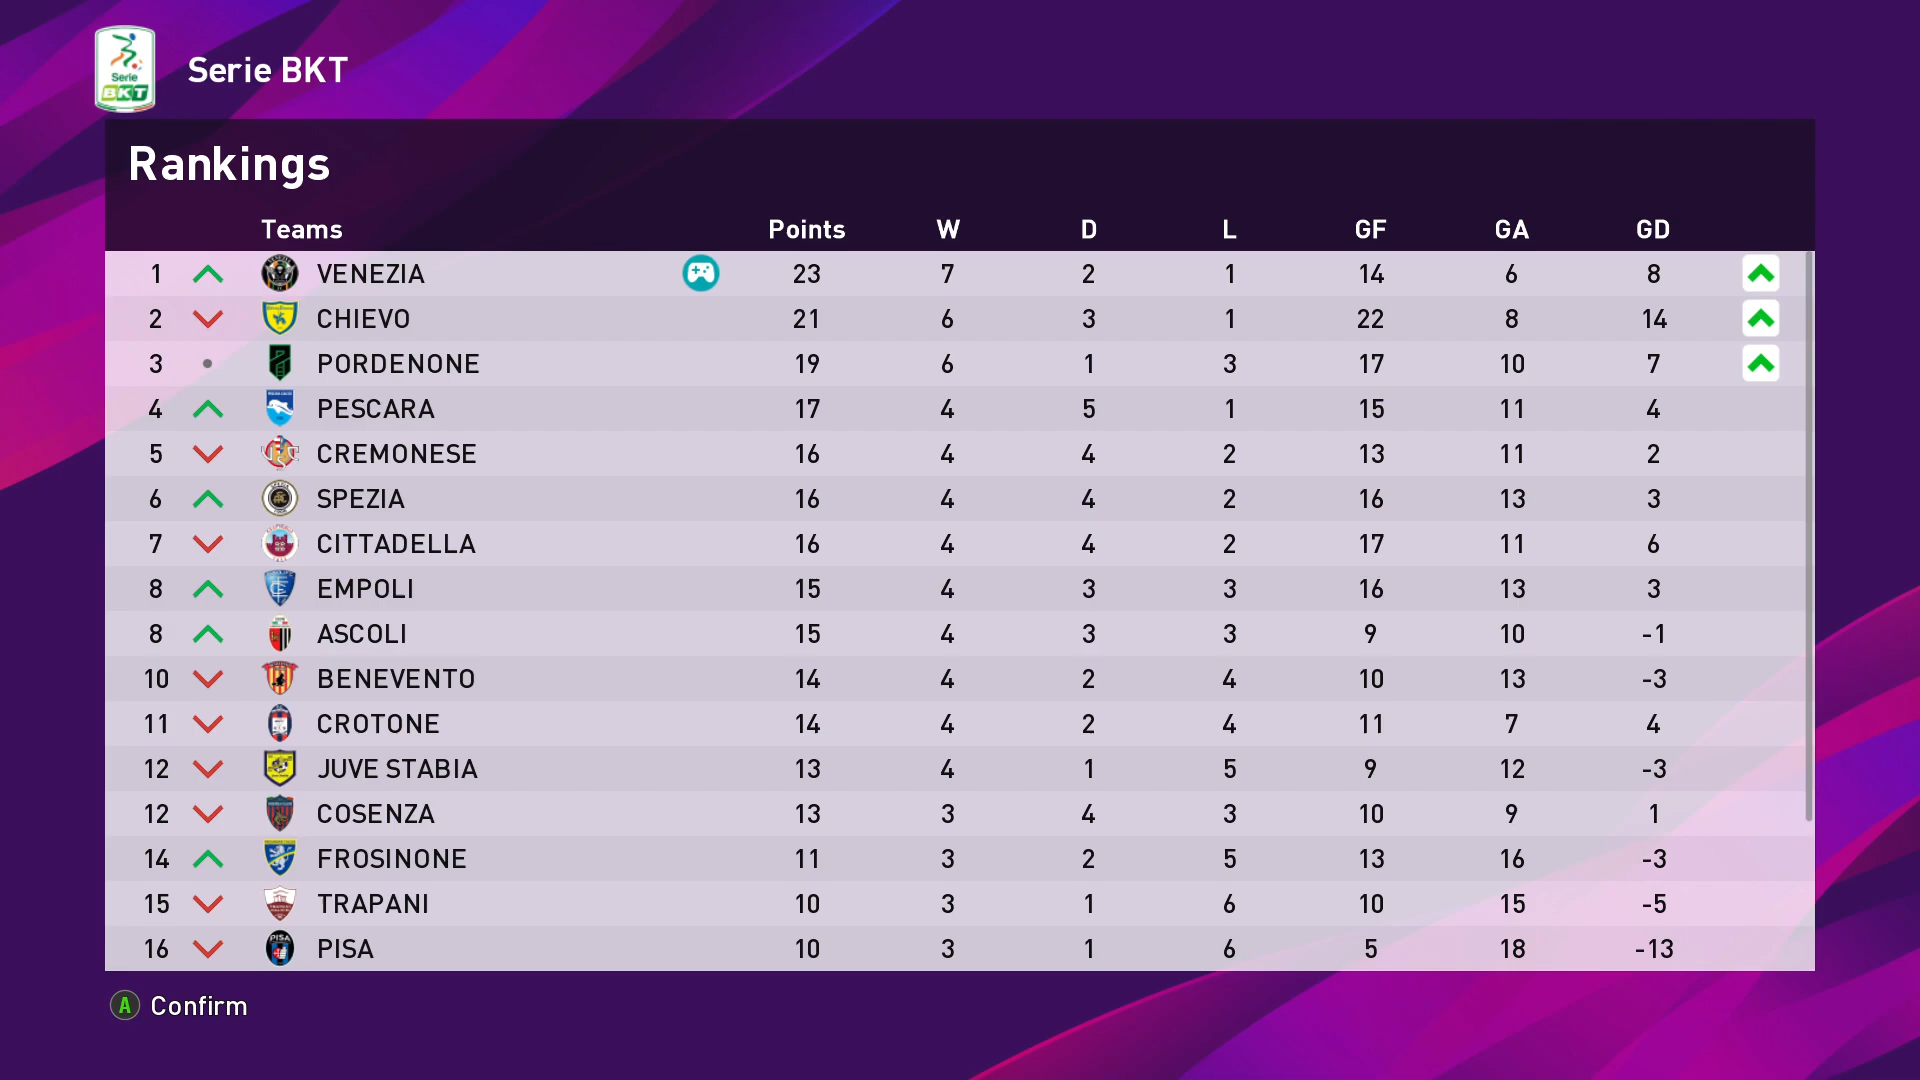 Serie BKT
Serie BKT
Rankings
Teams Points W D L GF GA GD
1 VENEZIA 23 7 2 1 14 6 8
2 CHIEVO 21 6 3 1 22 8 14
3 PORDENONE 19 6 1 3 17 10 7
4 PESCARA 17 4 5 1 15 11 4
5 CREMONESE 16 4 4 2 13 11 2
6 SPEZIA 16 4 4 2 16 13 3
7 CITTADELLA 16 4 4 2 17 11 6
8 EMPOLI 15 4 3 3 16 13 3
8 ASCOLI 15 4 3 3 9 10 -1
10 BENEVENTO 14 4 2 4 10 13 -3
11 CROTONE 14 4 2 4 11 7 4
12 JUVE STABIA 13 4 1 5 9 12 -3
12 COSENZA 13 3 4 3 10 9 1
14 FROSINONE 11 3 2 5 13 16 -3
15 TRAPANI 10 3 1 6 10 15 -5
16 PISA 10 3 1 6 5 18 -13
A Confirm